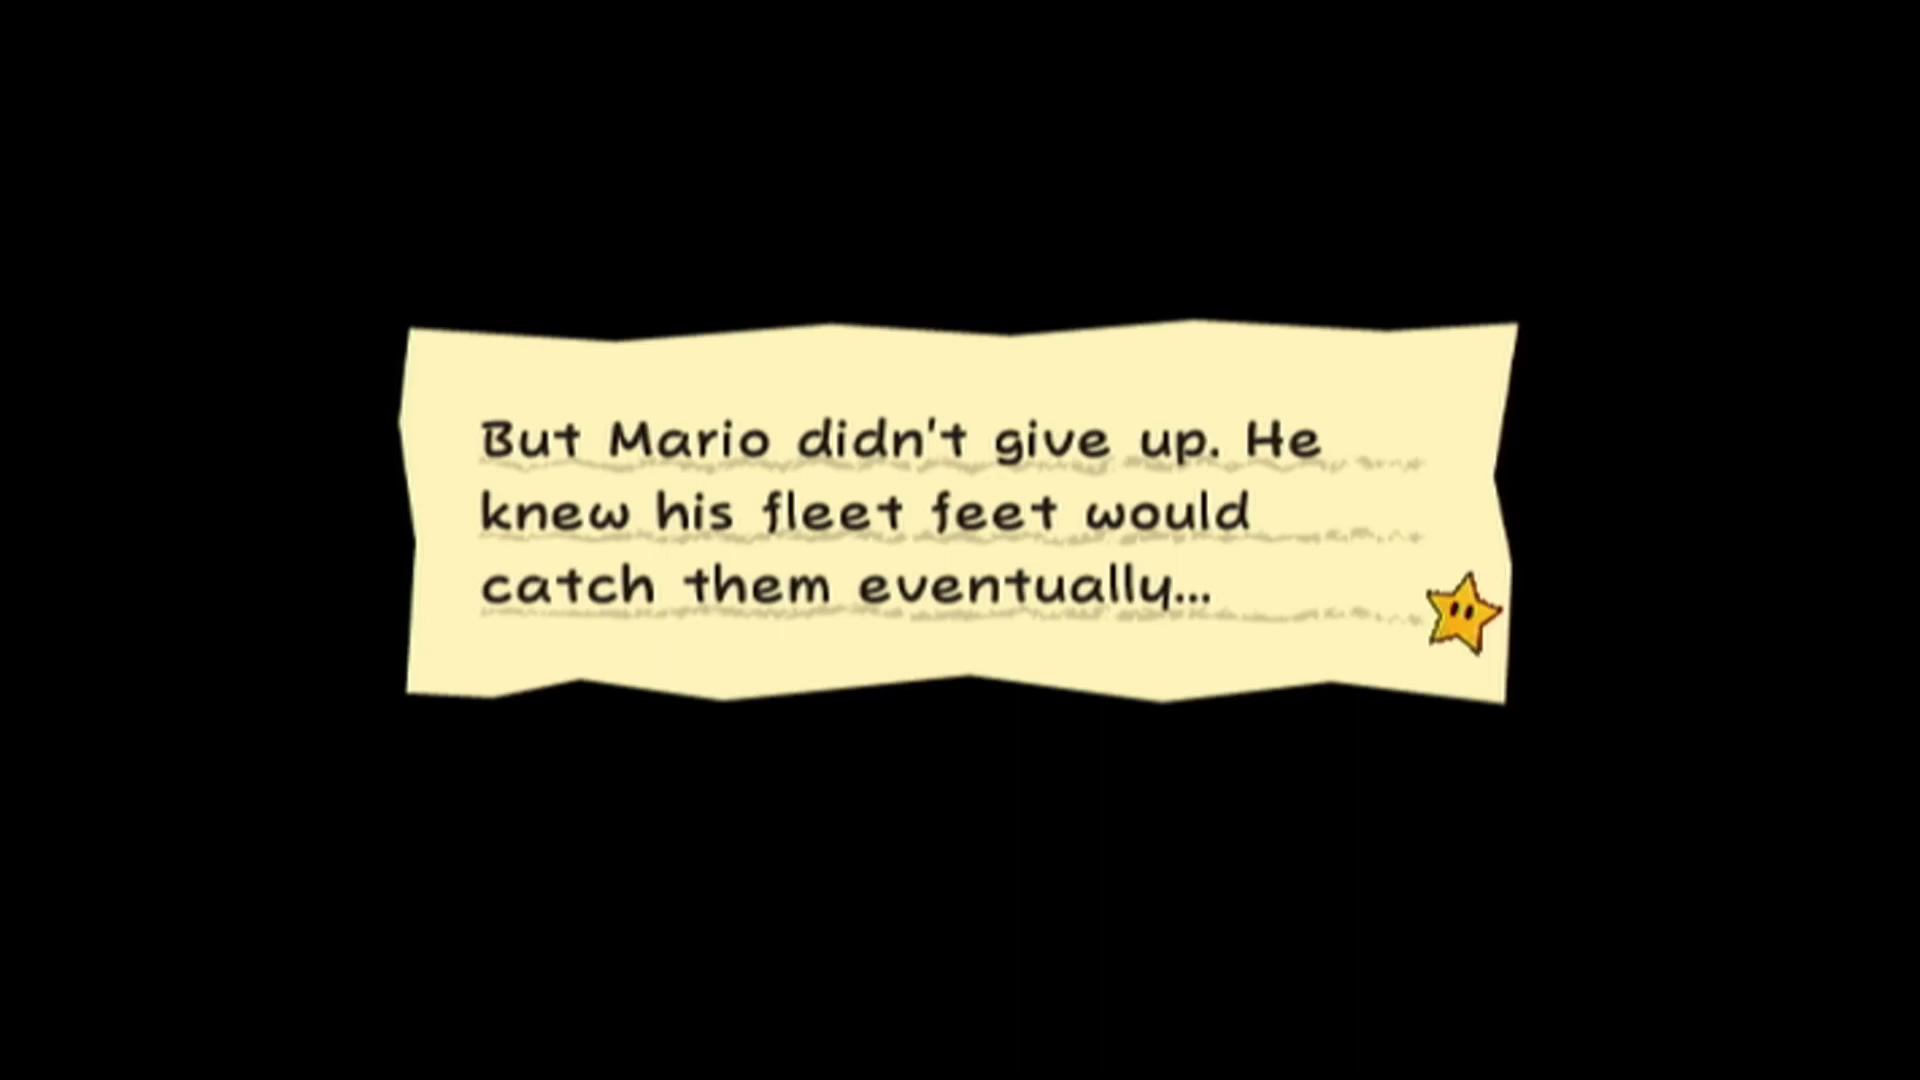 But Mario didn't give up. He
knew his fleet feet would
catch them eventually...